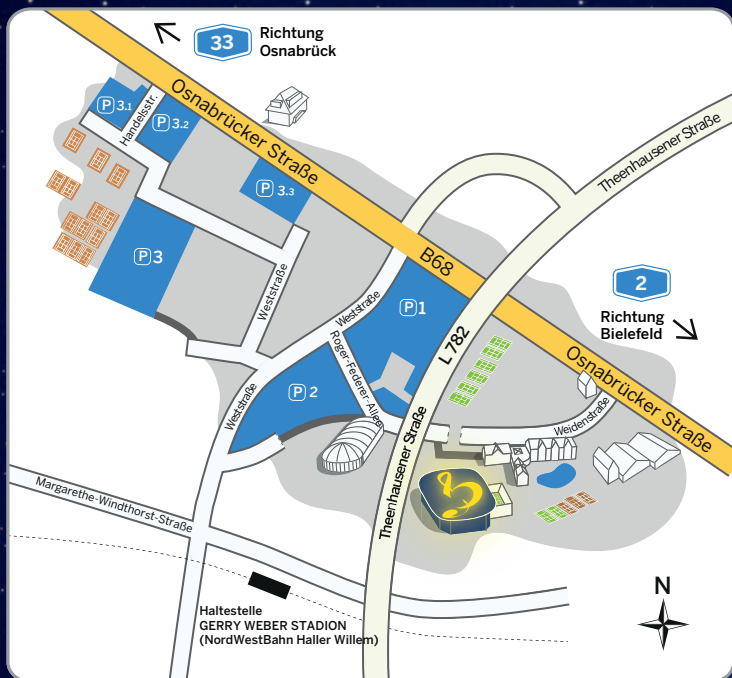 33
Richtung
Osnabrück
P 3.1
Handelsstr.
P 3.2
Osnabrücker Straße
Theenhausener Straße
P 3.3
P 3
B68
2
Richtung
Bielefeld
Weststraße
Weststraße
P 1
Roger-Federer-Allee
L 782
P 2
Weststraße
Osnabrücker Straße
Weidenstraße
Theenhausener Straße
Margarethe-Windthorst-Straße
N
Haltestelle
GERRY WEBER STADION
(NordWestBahn Haller Willem)